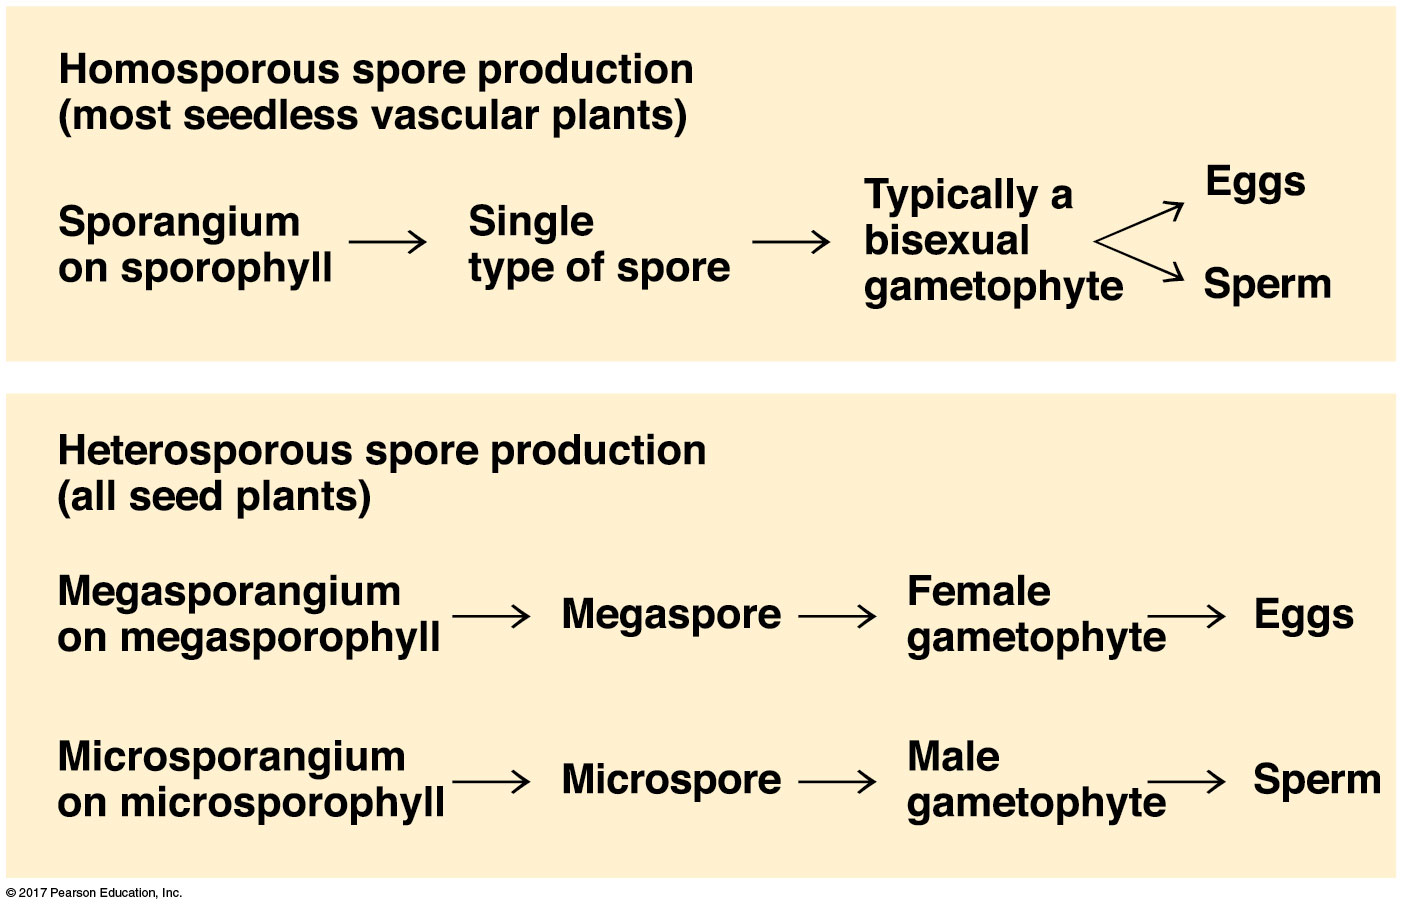 Homosporous spore production
(most seedless vascular plants)
Sporangium
on sporophyll
Single
type of spore
Typically a
bisexual
gametophyte
Eggs
Sperm
Heterosporous spore production
(all seed plants)
Megasporangium
on megasporophyll
Megaspore
Female
gametophyte
Eggs
Microsporangium
on microsporophyll
Microspore
Male
gametophyte
Sperm
© 2017 Pearson Education, Inc.